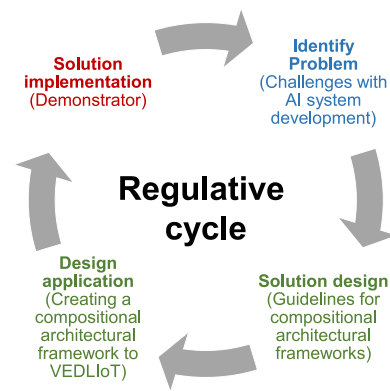 Solution
implementation
(Demonstrator)
Identify
Problem
(Challenges with
AI system
development)
Regulative
cycle
Design
application
(Creating a
compositional
architectural
framework to
VEDLIoT)
Solution design
(Guidelines for
compositional
architectural
frameworks)